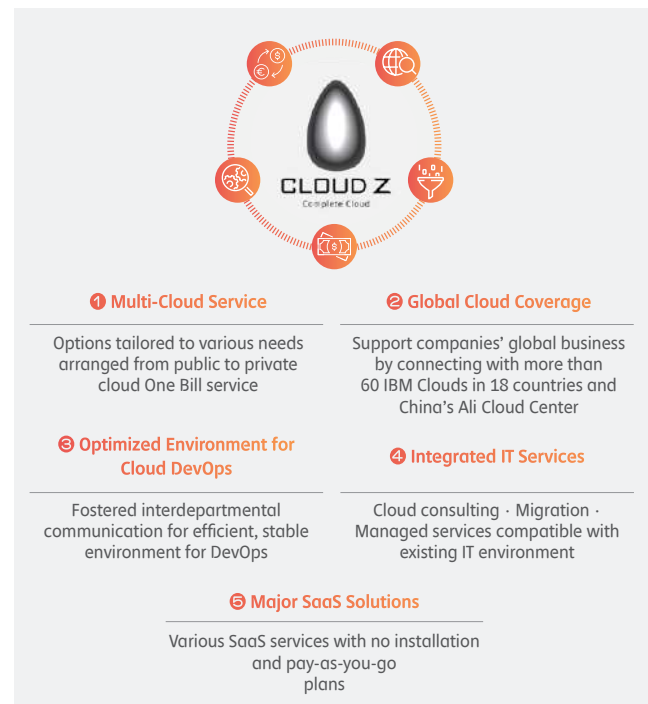 CLOUD Z
Complete Cloud
❶ Multi-Cloud Service
Options tailored to various needs
arranged from public to private
cloud One Bill service
❷ Global Cloud Coverage
Support companies’ global business
by connecting with more than
60 IBM Clouds in 18 countries and
China’s Ali Cloud Center
❸ Optimized Environment for
Cloud DevOps
Fostered interdepartmental
communication for efficient, stable
environment for DevOps
❹ Integrated IT Services
Cloud consulting · Migration ·
Managed services compatible with
existing IT environment
❺ Major SaaS Solutions
Various SaaS services with no installation
and pay-as-you-go
plans